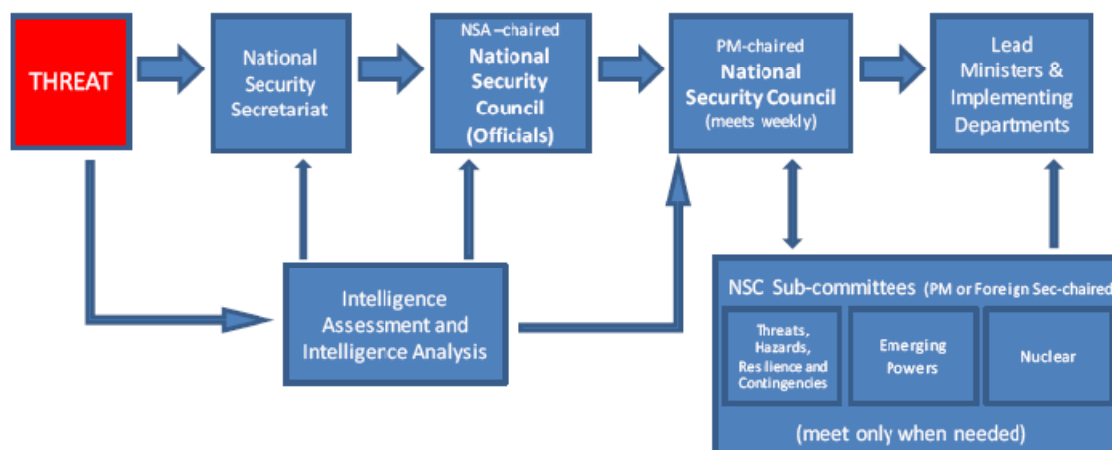 THREAT
National
Security
Secretariat
NSA–chaired
National
Security
Council
(Officials)
PM-chaired
National
Security Council
(meets weekly)
Lead
Ministers &
Implementing
Departments
Intelligence
Assessment and
Intelligence Analysis
NSC Sub-committees (PM or Foreign Sec-chaired)
Threats,
Hazards,
Resilience and
Contingencies
Emerging
Powers
Nuclear
(meet only when needed)